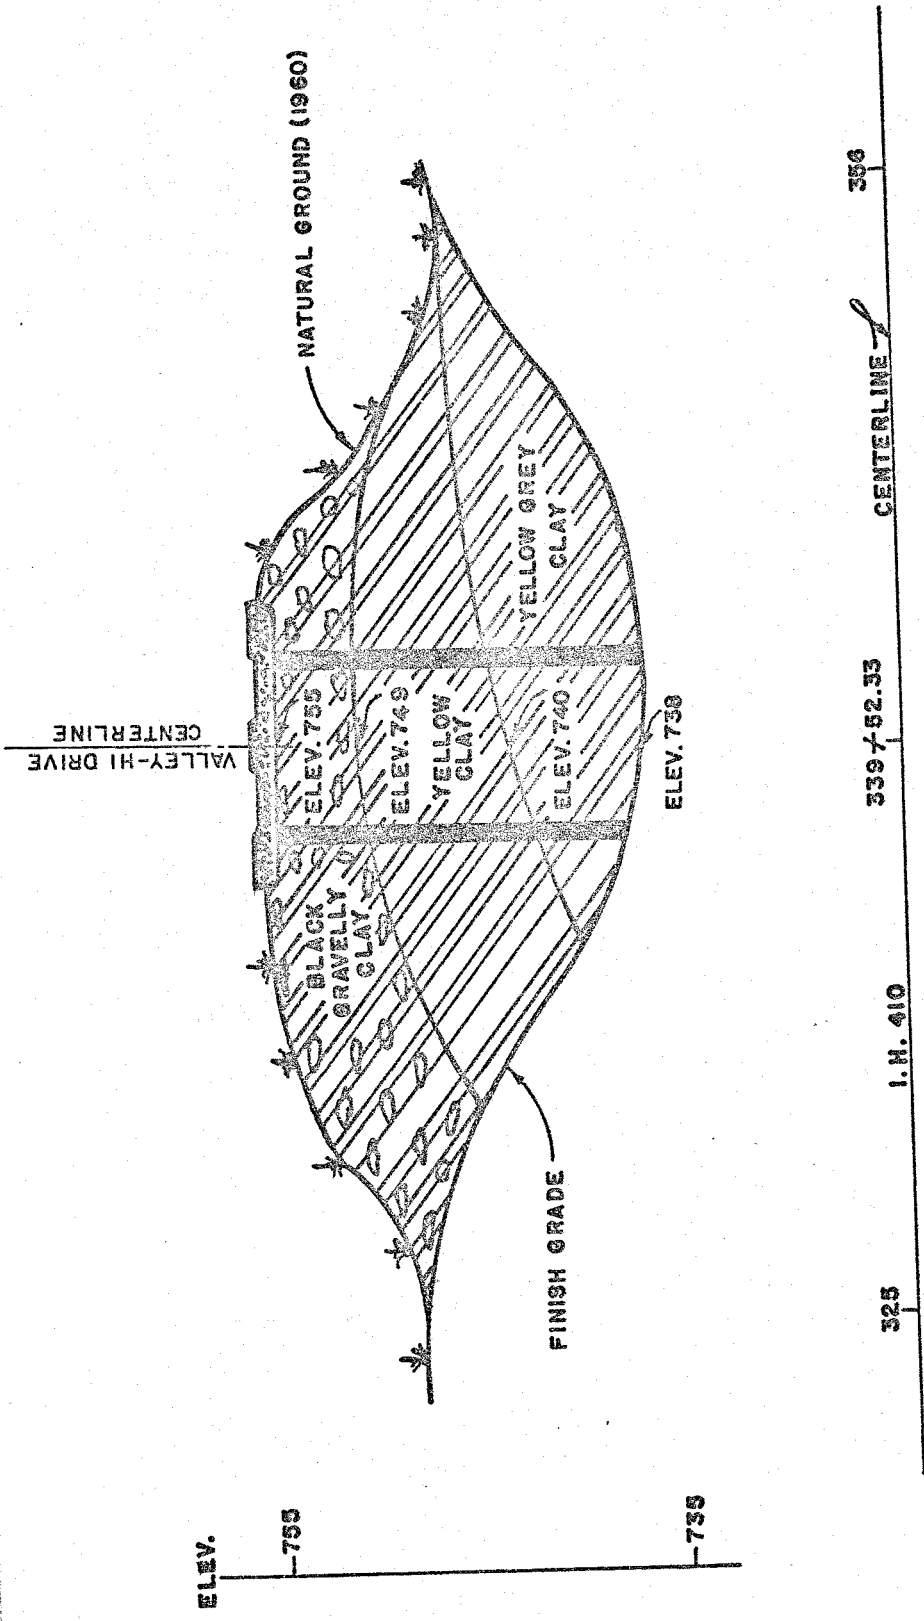 VALLEY-HI DRIVE
CENTERLINE
NATURAL GROUND (1960)
ELEV.
755
735
BLACK
GRAVELLY
CLAY
ELEV. 755
ELEV. 749
YELLOW
CLAY
ELEV. 740
YELLOW GREY
CLAY
ELEV. 738
FINISH GRADE
325
I.H. 410
339+52.33
CENTERLINE
356